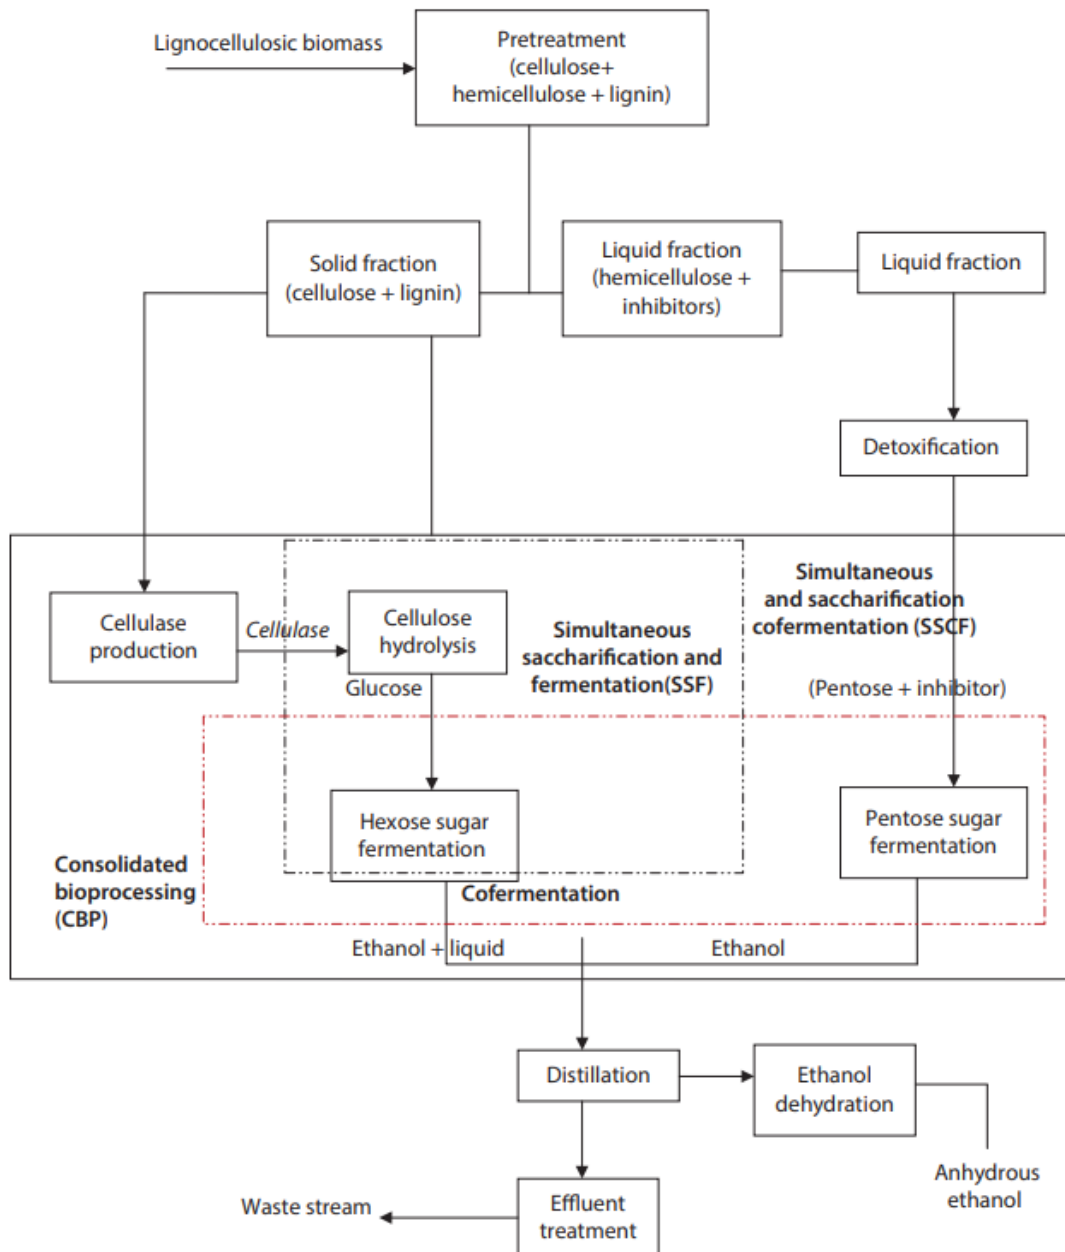 Lignocellulosic biomass
Pretreatment
(cellulose+
hemicellulose + lignin)
Solid fraction
(cellulose + lignin)
Liquid fraction
(hemicellulose +
inhibitors)
Liquid fraction
Detoxification
Cellulase
production
Cellulase
Cellulose
hydrolysis
Glucose
Simultaneous
saccharification and
fermentation(SSF)
Simultaneous
and saccharification
cofermentation (SSCF)
(Pentose + inhibitor)
Hexose sugar
fermentation
Pentose sugar
fermentation
Consolidated
bioprocessing
(CBP)
Cofermentation
Ethanol + liquid
Ethanol
Distillation
Ethanol
dehydration
Anhydrous
ethanol
Effluent
treatment
Waste stream